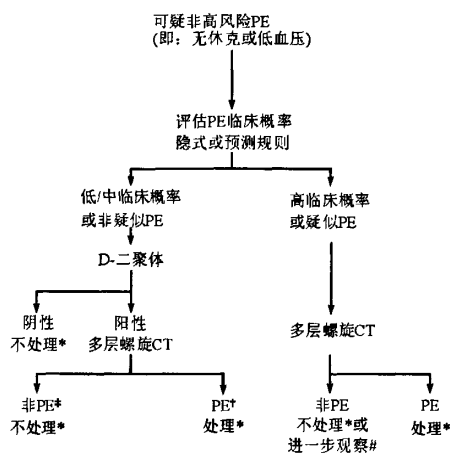 可疑非高风险PE
(即：无休克或低血压)
评估PE临床概率
隐式或预测规则
低/中临床概率
或非疑似PE
高临床概率
或疑似PE
D-二聚体
阴性
不处理*
阳性
多层螺旋CT
多层螺旋CT
非PE‡
不处理*
PE†
处理*
非PE
不处理*或
进一步观察#
PE
处理*